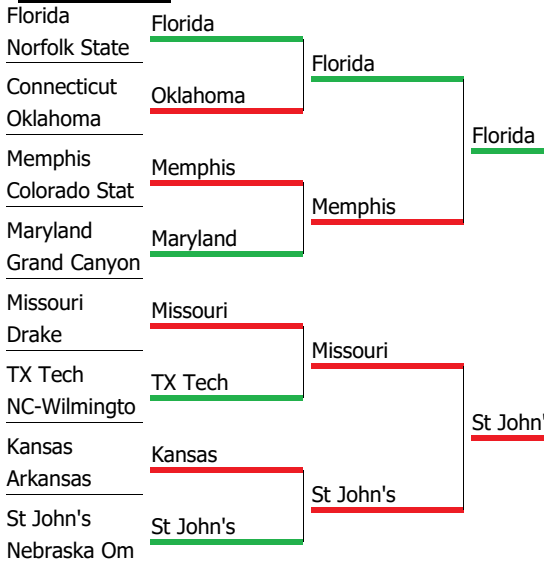 Florida
Norfolk State
Connecticut
Oklahoma
Memphis
Colorado Stat
Maryland
Grand Canyon
Missouri
Drake
TX Tech
NC-Wilmingto
Kansas
Arkansas
St John's
Nebraska Om
Florida
Oklahoma
Memphis
Maryland
Missouri
TX Tech
Kansas
St John's
Florida
Memphis
Missouri
St John's
Florida
St John'